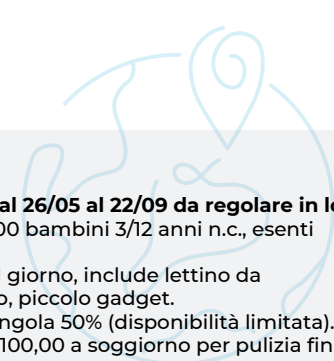 al 26/05 al 22/09 da regolare in
00 bambini 3/12 anni n.c., esenti
giorno, include lettino da
o, piccolo gadget.
ngola 50% (disponibilità limitata).
100,00 a soggiorno per pulizia fin